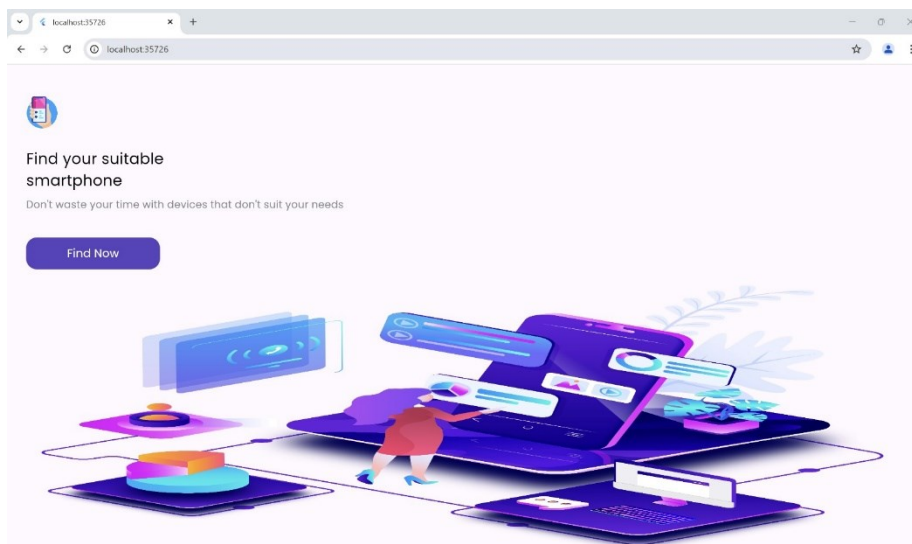 localhost:35726
localhost:35726
Find your suitable
smartphone
Don't waste your time with devices that don't suit your needs
Find Now